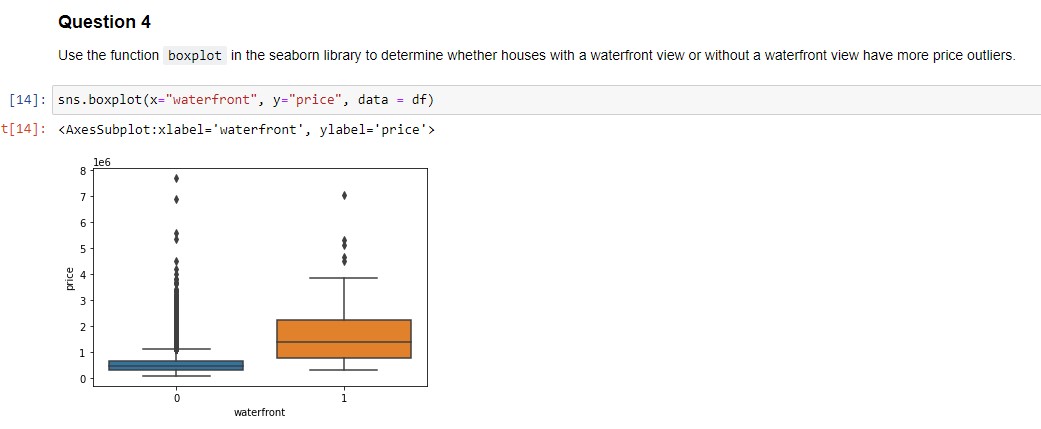 Question 4
Use the function boxplot in the seaborn library to determine whether houses with a waterfront view or without a waterfront view have more price outliers.
[14]: sns.boxplot(x="waterfront", y="price", data = df)
t[14]: <AxesSubplot:xlabel='waterfront', ylabel='price'>
1e6
8
7
6
5
4
3
2
1
0
price
0 1
waterfront